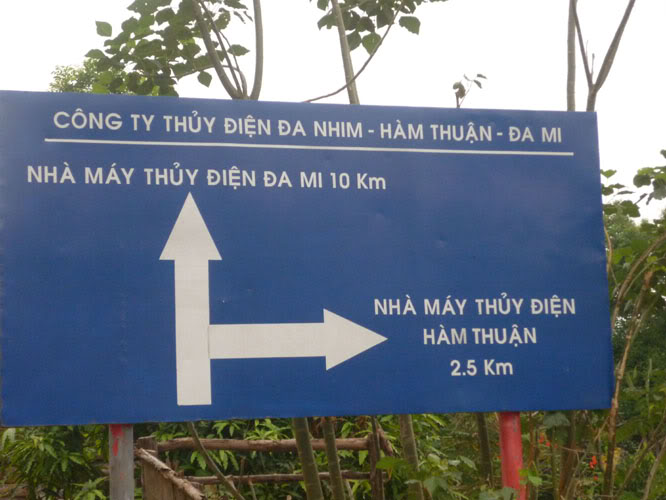 CÔNG TY THỦY ĐIỆN ĐA NHIM - HÀM THUẬN - ĐA MI
NHÀ MÁY THỦY ĐIỆN ĐA MI 10 Km
NHÀ MÁY THỦY ĐIỆN
HÀM THUẬN
2.5 Km